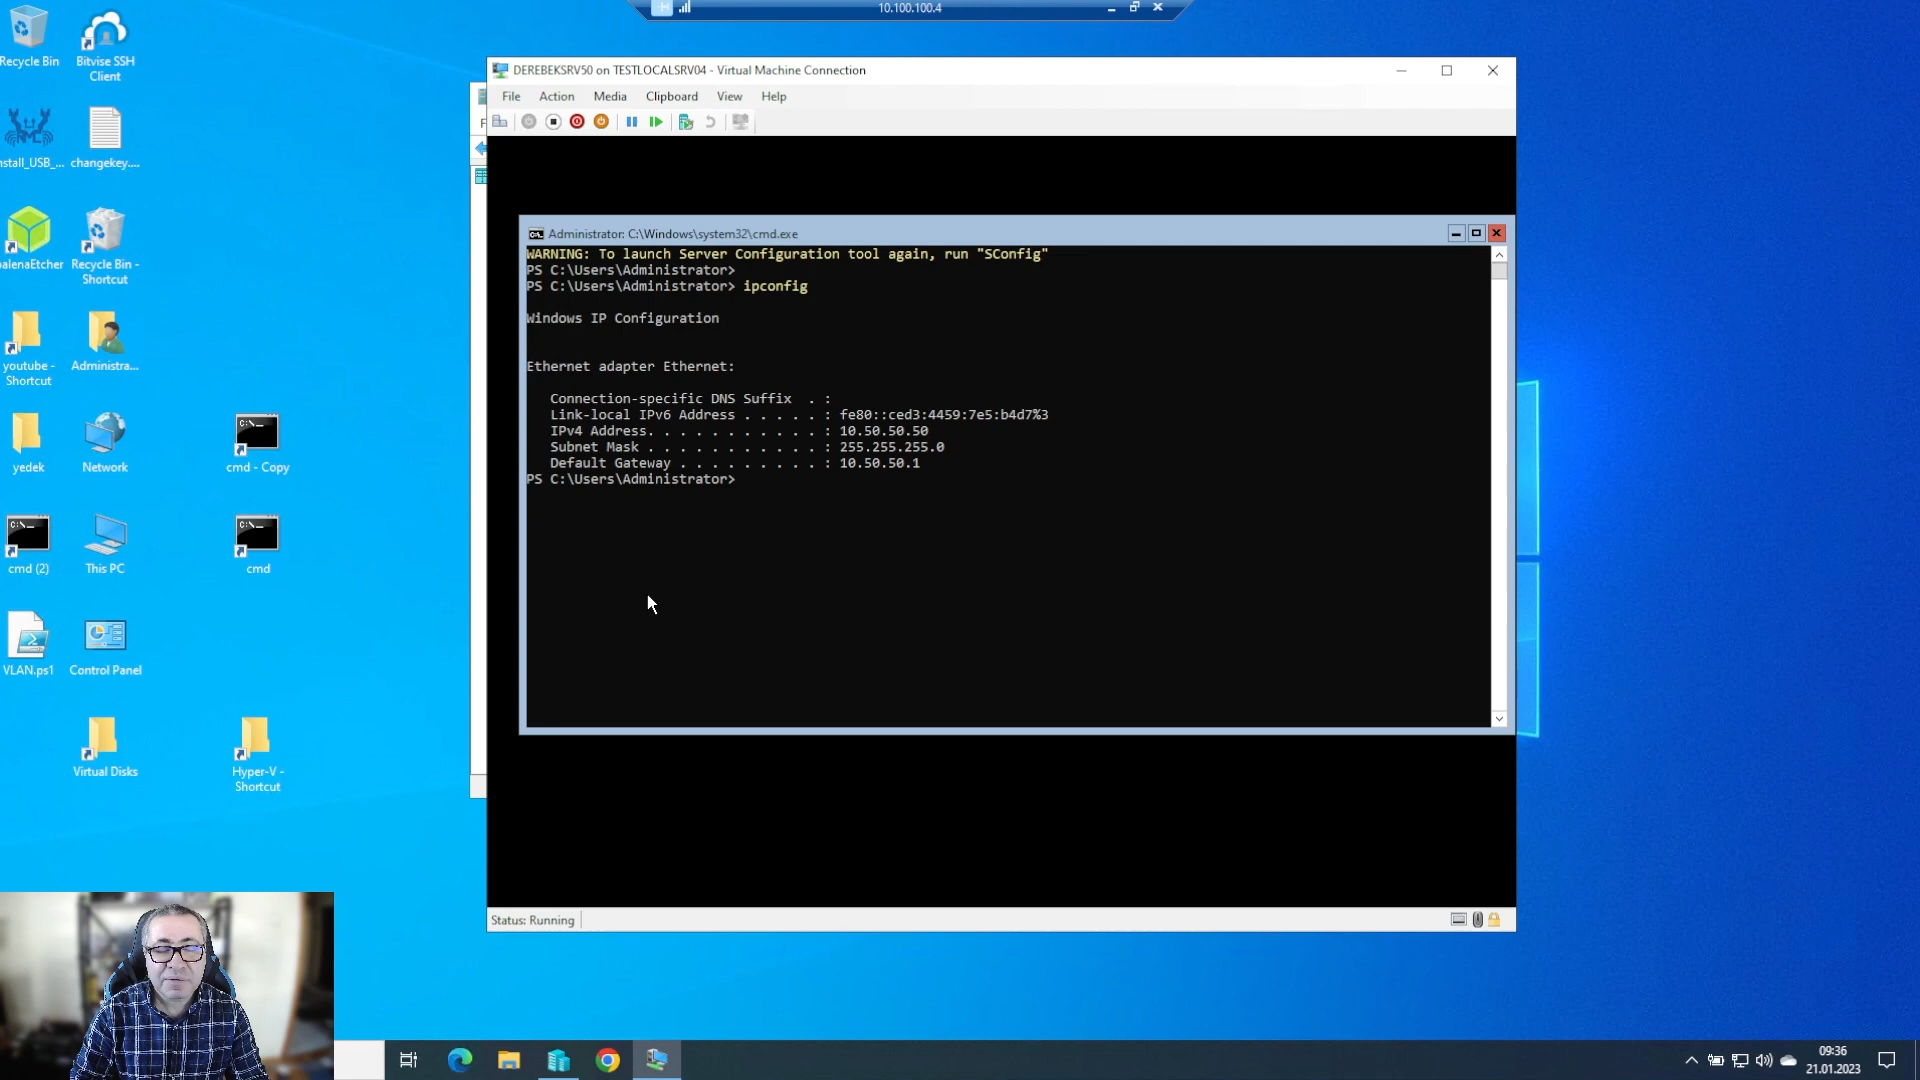 10.100.100.4
Recycle Bin
Bitvise SSH Client
nstall_USB_...
changekey....
balenaEtcher
Recycle Bin - Shortcut
youtube - Shortcut
Administra...
yedek
Network
cmd - Copy
cmd (2)
This PC
cmd
VLAN.ps1
Control Panel
Virtual Disks
Hyper-V - Shortcut
DEREBEKSRV50 on TESTLOCALSRV04 - Virtual Machine Connection
F
File Action Media Clipboard View Help
Administrator: C:\Windows\system32\cmd.exe
WARNING: To launch Server Configuration tool again, run "SConfig"
PS C:\Users\Administrator>
PS C:\Users\Administrator> ipconfig
Windows IP Configuration
Ethernet adapter Ethernet:
Connection-specific DNS Suffix . :
Link-local IPv6 Address . . . . . : fe80::ced3:4459:7e5:b4d7%3
IPv4 Address. . . . . . . . . . . : 10.50.50.50
Subnet Mask . . . . . . . . . . . : 255.255.255.0
Default Gateway . . . . . . . . . : 10.50.50.1
PS C:\Users\Administrator>
Status: Running
09:36
21.01.2023